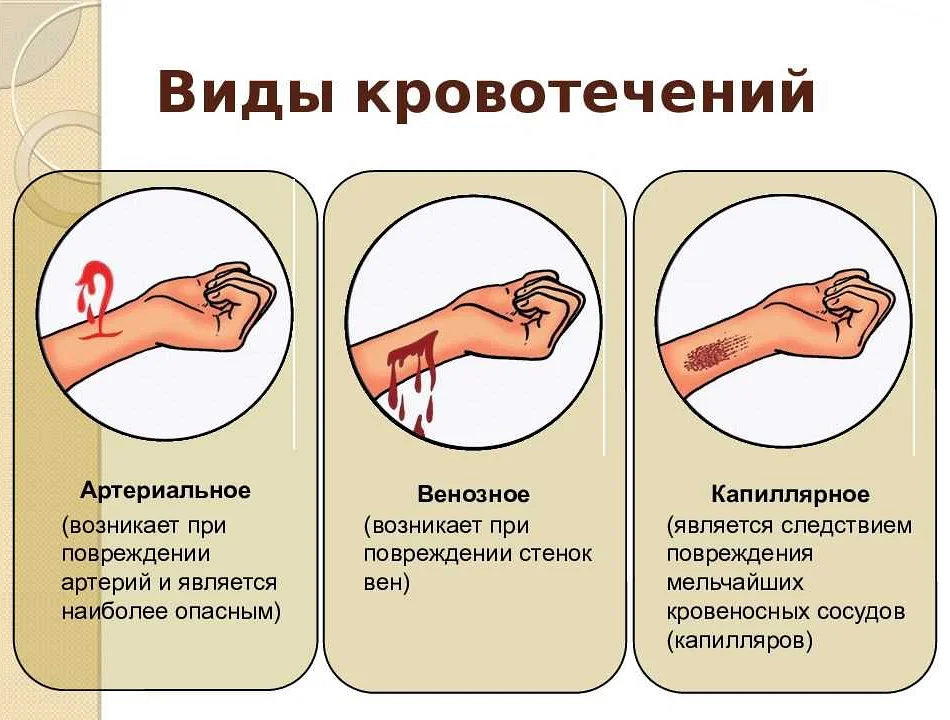 Виды кровотечений
Артериальное
(возникает при
повреждении
артерий и является
наиболее опасным)
Венозное
(возникает при
повреждении стенок
вен)
Капиллярное
(является следствием
повреждения
мельчайших
кровеносных сосудов
(капилляров)